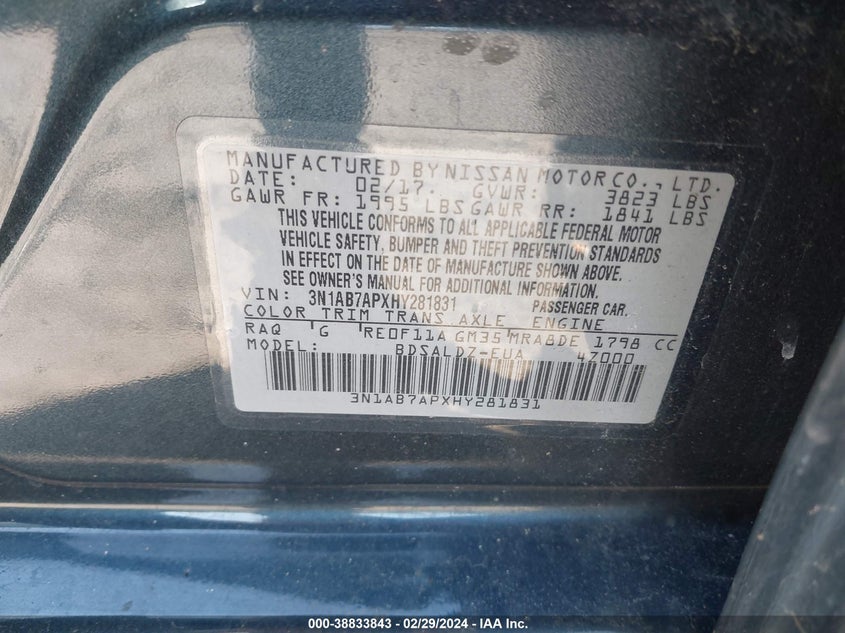 MANUFACTURED BY NISSAN MOTOR CO., LTD.
DATE: 02/17. GVWR: 3823 LBS
GAWR FR: 1995 LBS GAWR RR: 1841 LBS
THIS VEHICLE CONFORMS TO ALL APPLICABLE FEDERAL MOTOR
VEHICLE SAFETY, BUMPER AND THEFT PREVENTION STANDARDS
IN EFFECT ON THE DATE OF MANUFACTURE SHOWN ABOVE.
SEE OWNER'S MANUAL FOR ADDITIONAL INFORMATION.
VIN: 3N1AB7APXHY281831 PASSENGER CAR.
COLOR TRIM TRANS AXLE ENGINE
RAQ G RE0F11A GM35 MRA8DE 1798 CC
MODEL: BDSALDZ-EUA 47000
3N1AB7APXHY281831
000-38833843 - 02/29/2024 - IAA Inc.